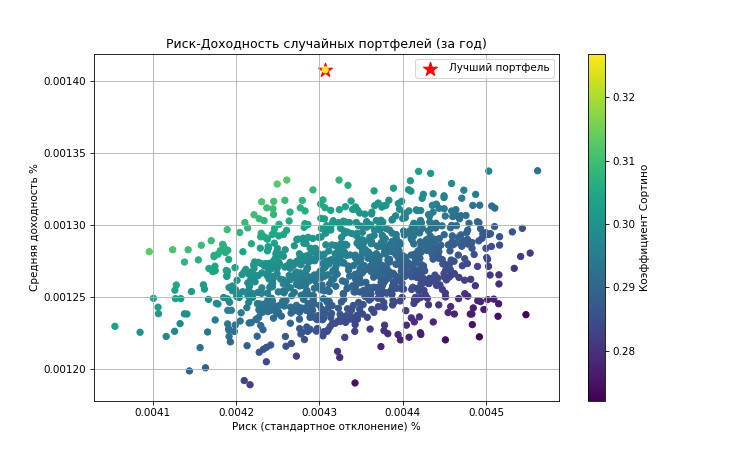 Риск-Доходность случайных портфелей (за год)
Лучший портфель
Средняя доходность %
0.00140
0.00135
0.00130
0.00125
0.00120
0.0041 0.0042 0.0043 0.0044 0.0045
Риск (стандартное отклонение) %
0.32
0.31
0.30
0.29
0.28
Коэффициент Сортино